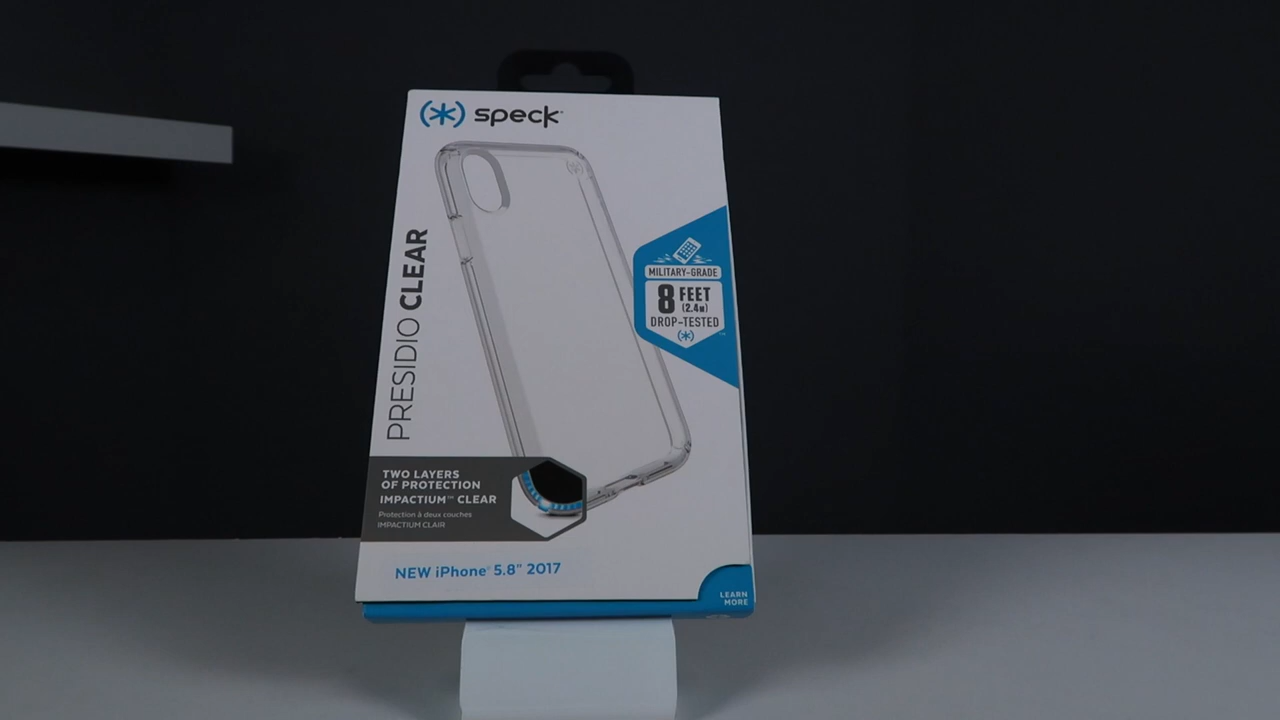 speck™
PRESIDIO CLEAR
MILITARY-GRADE
8 FEET
(2.4M)
DROP-TESTED
TWO LAYERS
OF PROTECTION
IMPACTIUM™ CLEAR
Protection à deux couches
IMPACTIUM CLAIR
NEW iPhone® 5.8" 2017
LEARN
MORE